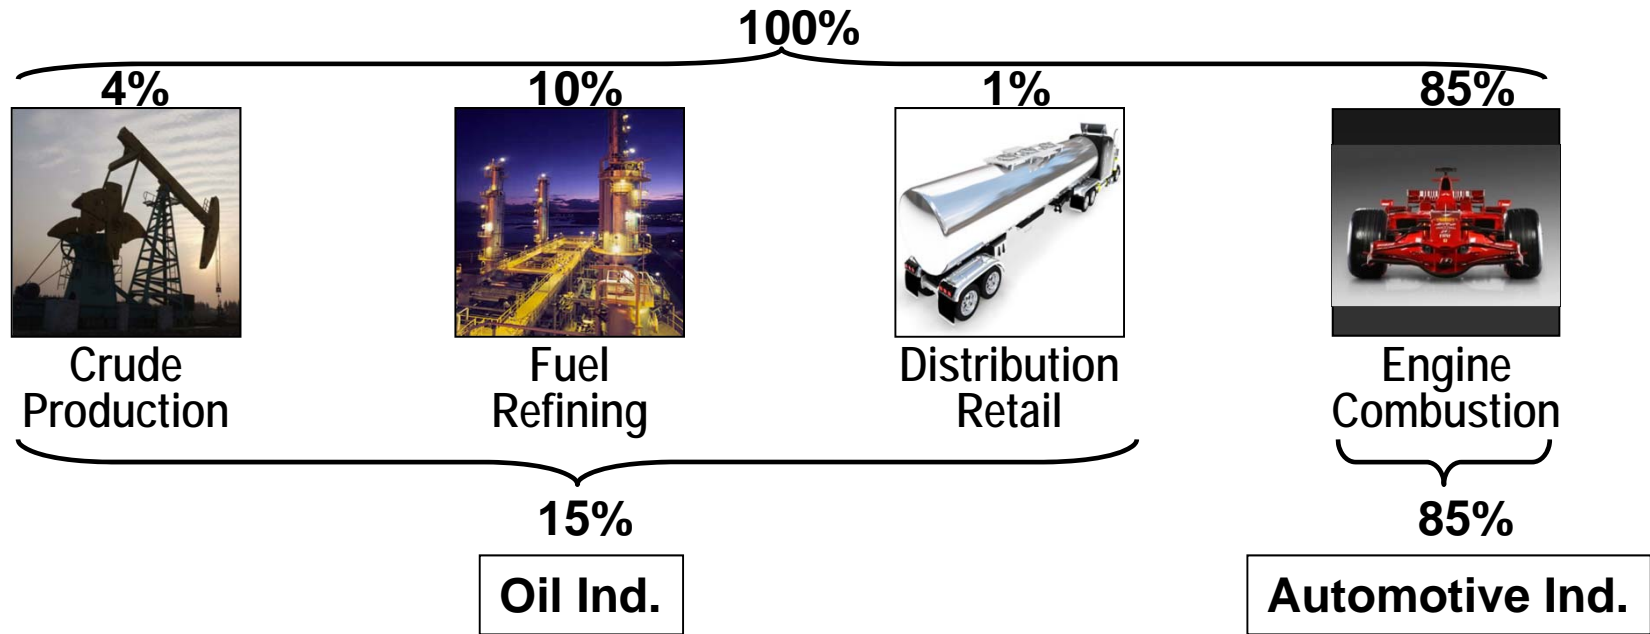 100%
4%
10%
1%
85%
Crude
Production
Fuel
Refining
Distribution
Retail
Engine
Combustion
15%
85%
Oil Ind.
Automotive Ind.